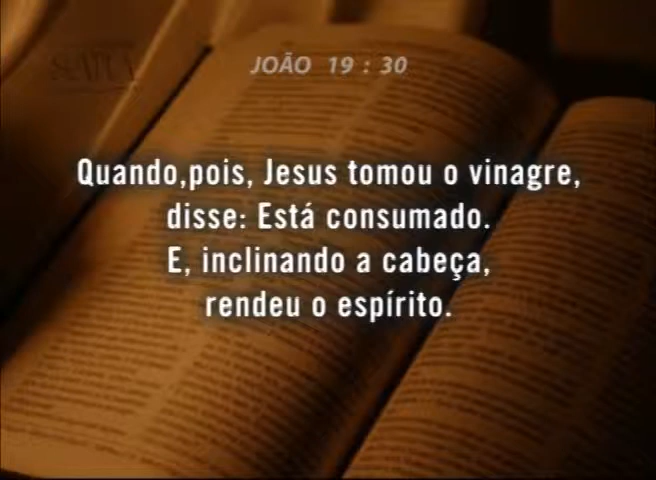 JOÃO 19 : 30
Quando,pois, Jesus tomou o vinagre,
disse: Está consumado.
E, inclinando a cabeça,
rendeu o espírito.